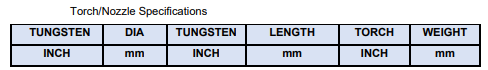 Torch/Nozzle Specifications
TUNGSTEN DIA TUNGSTEN LENGTH TORCH WEIGHT
INCH mm INCH mm INCH mm